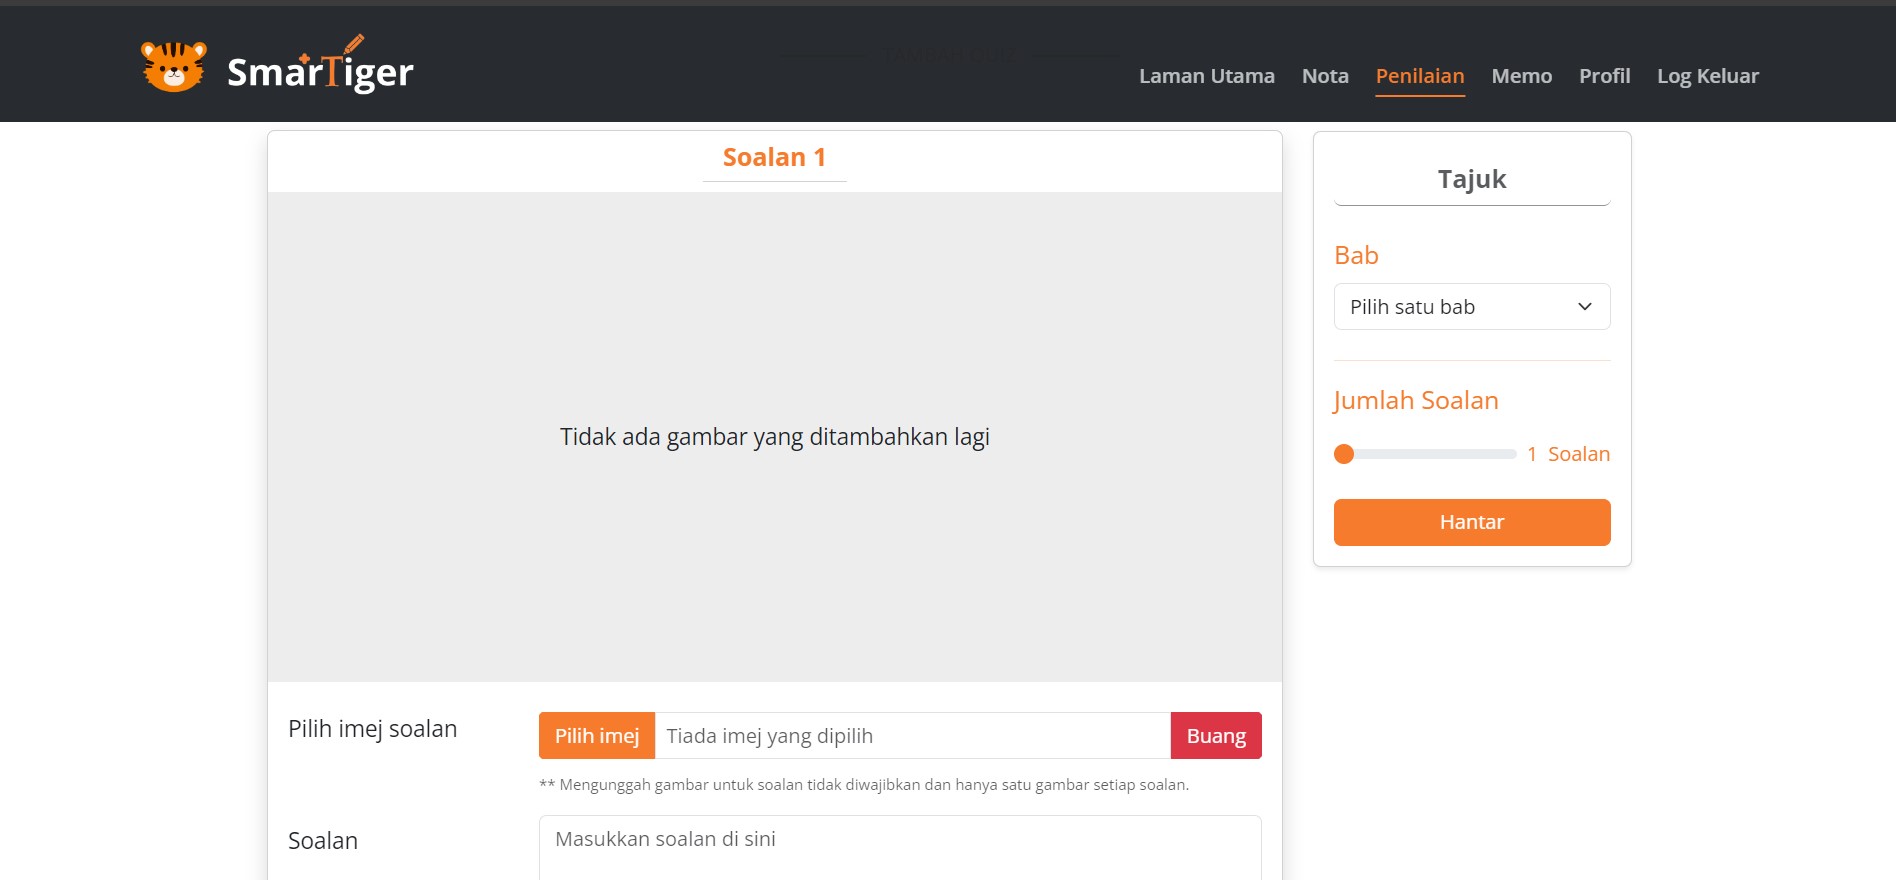 SmarTiger
TAMBAH QUIZ
Laman Utama Nota Penilaian Memo Profil Log Keluar
Soalan 1
Tidak ada gambar yang ditambahkan lagi
Pilih imej soalan
Pilih imej Tiada imej yang dipilih Buang
** Mengunggah gambar untuk soalan tidak diwajibkan dan hanya satu gambar setiap soalan.
Soalan
Masukkan soalan di sini
Tajuk
Bab
Pilih satu bab
Jumlah Soalan
1 Soalan
Hantar